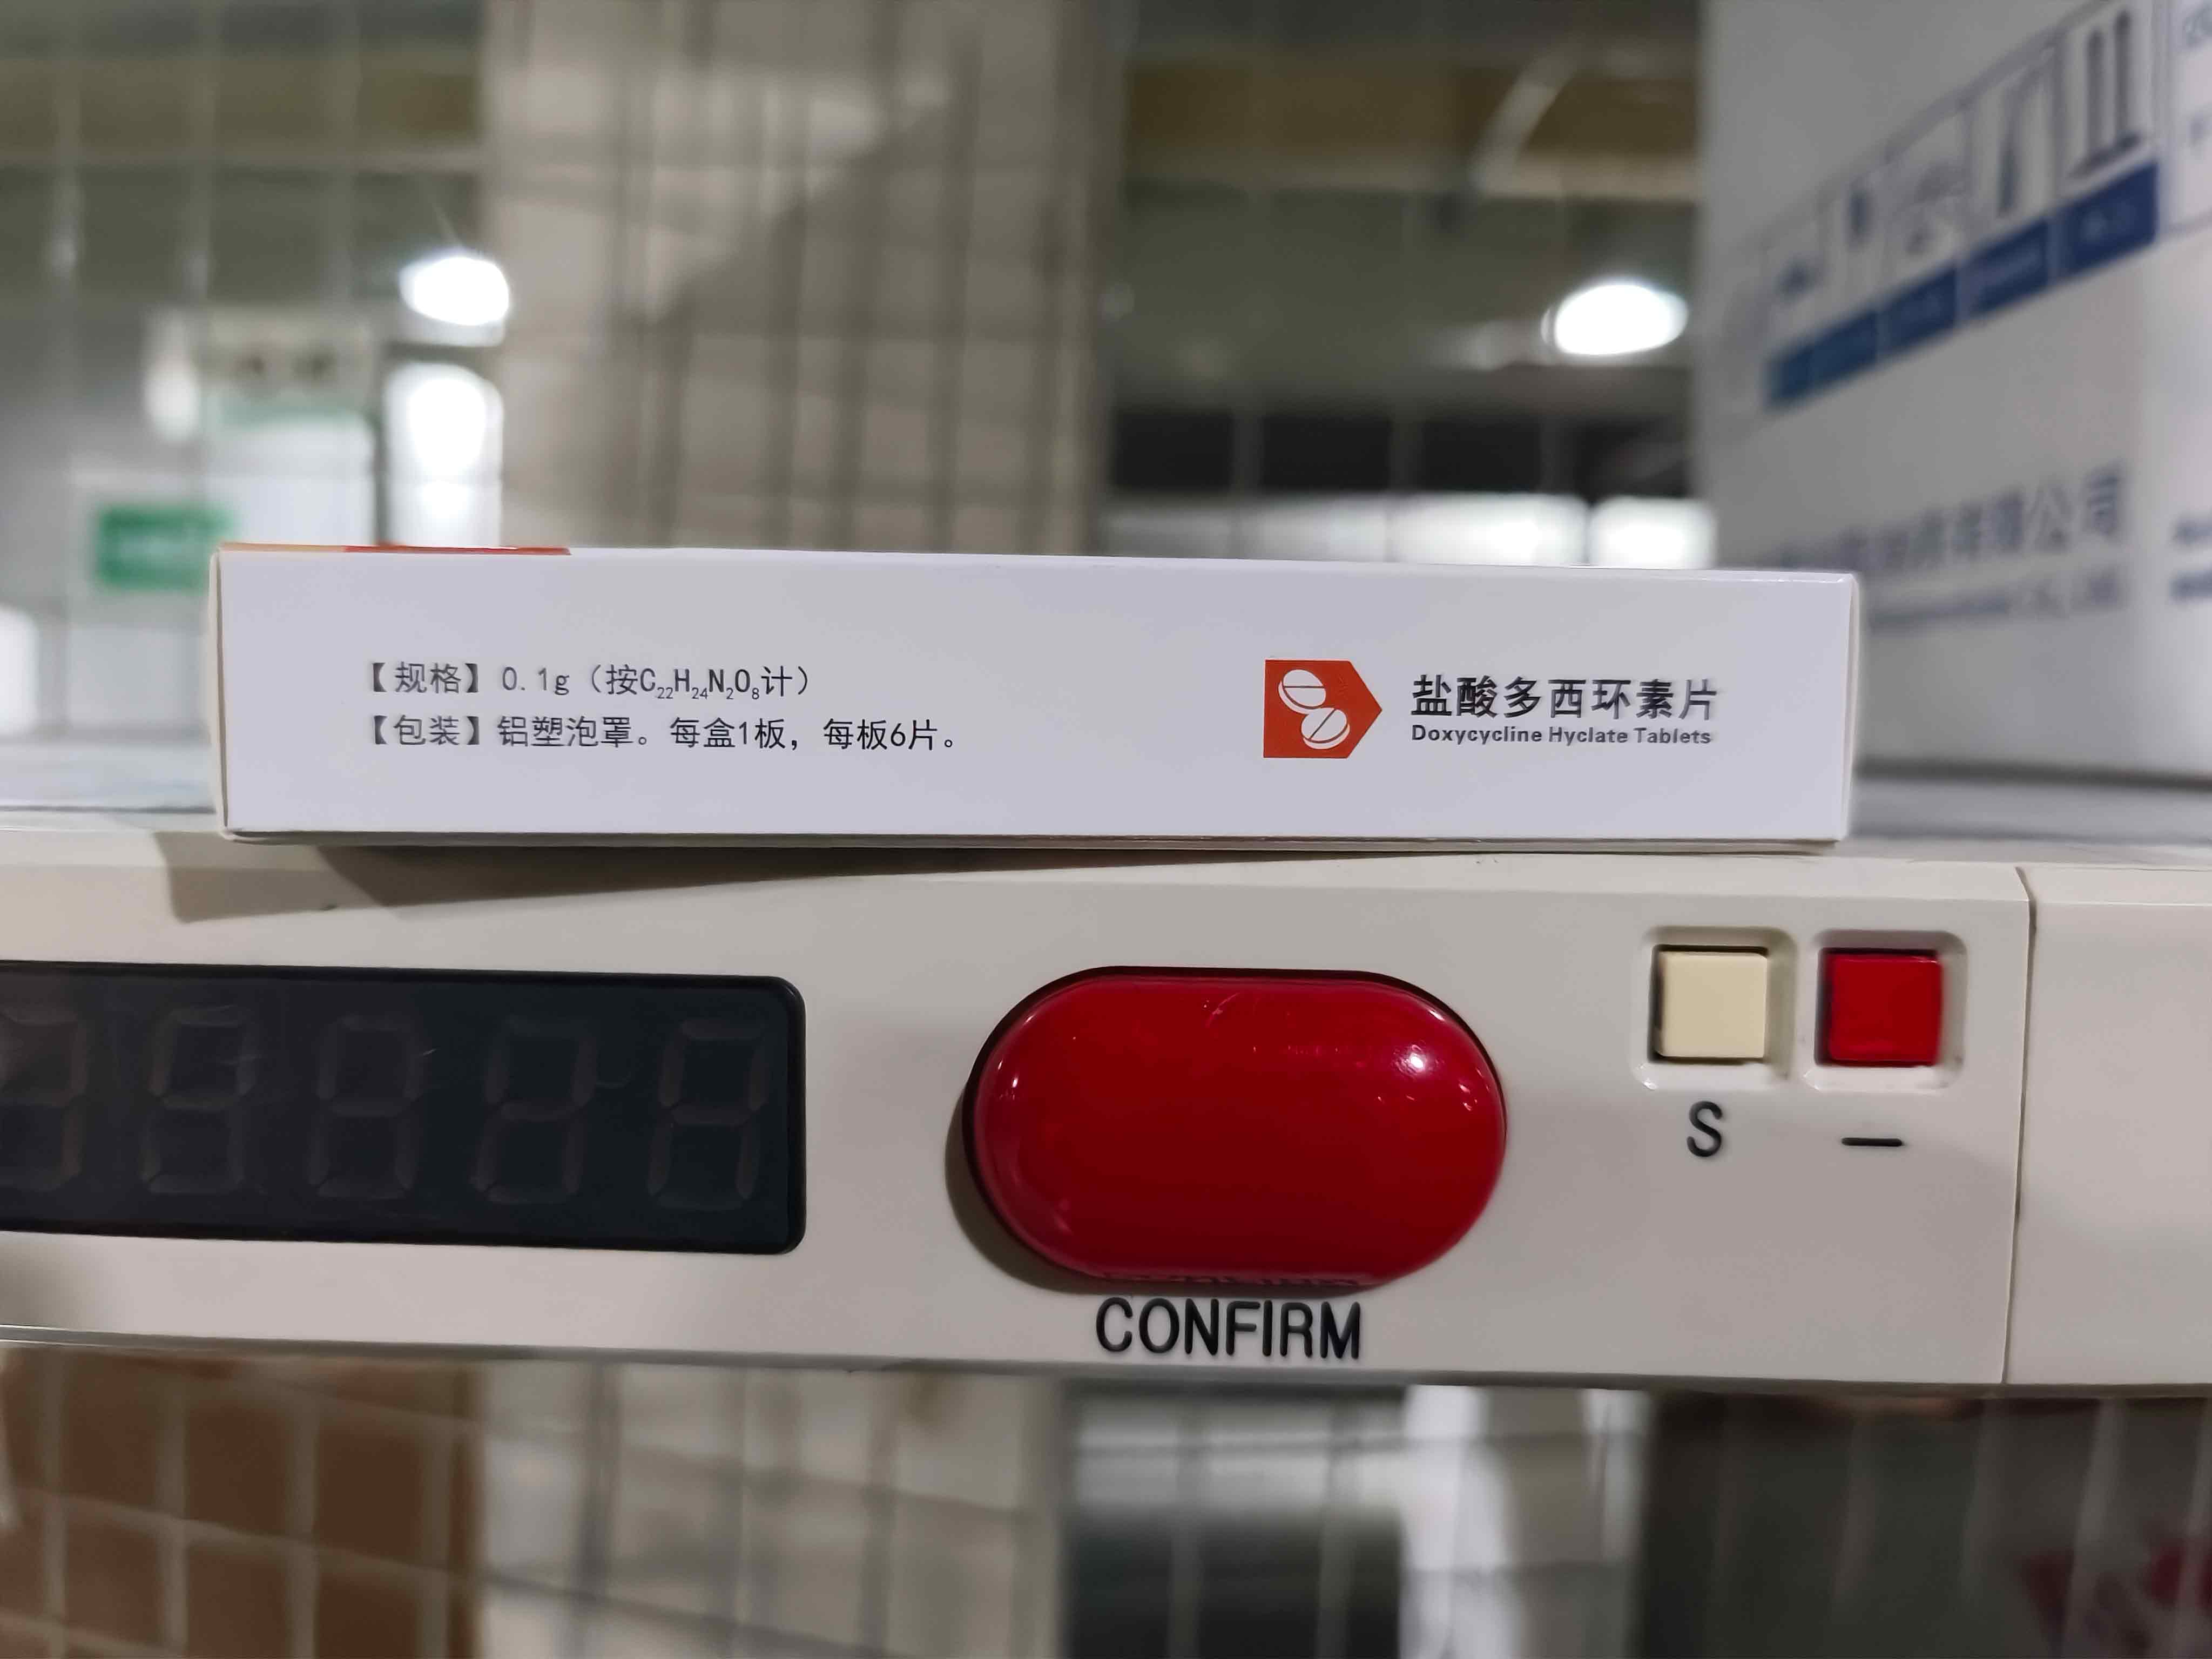 【规格】0.1g（按C₂₂H₂₄N₂O₈计）
【包装】铝塑泡罩。每盒1板，每板6片。
盐酸多西环素片
Doxycycline Hyclate Tablets
S
—
CONFIRM
公司